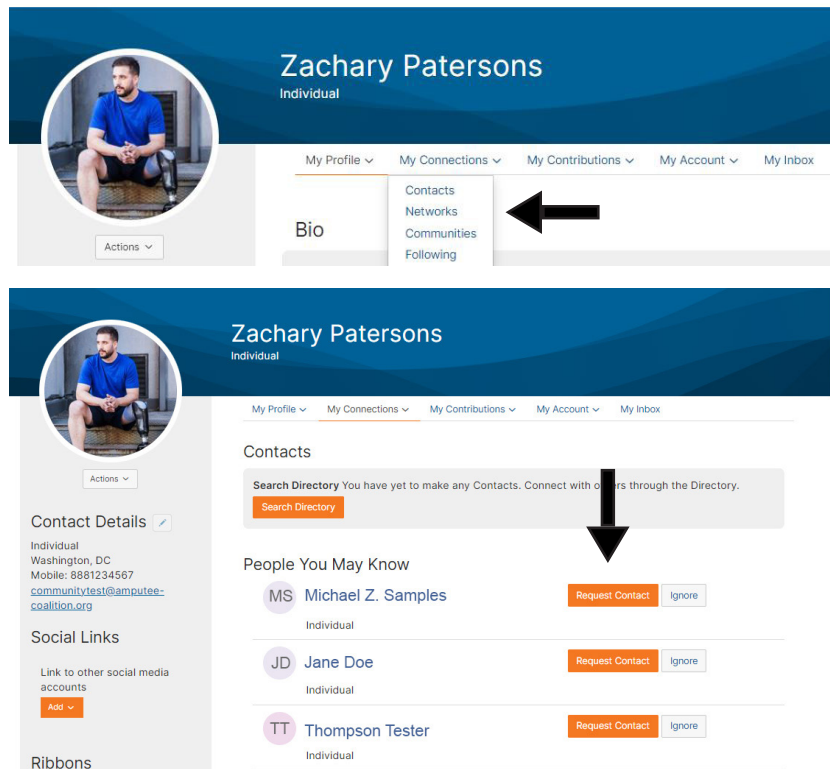 Zachary Patersons
Individual
My Profile My Connections My Contributions My Account My Inbox
Contacts
Networks
Communities
Following
Bio
Actions
Zachary Patersons
Individual
My Profile My Connections My Contributions My Account My Inbox
Actions
Contact Details
Individual
Washington, DC
Mobile: 8881234567
communitytest@amputee-
coalition.org
Social Links
Link to other social media
accounts
Add
Ribbons
Contacts
Search Directory You have yet to make any Contacts. Connect with others through the Directory.
Search Directory
People You May Know
MS Michael Z. Samples Request Contact Ignore
Individual
JD Jane Doe Request Contact Ignore
Individual
TT Thompson Tester Request Contact Ignore
Individual